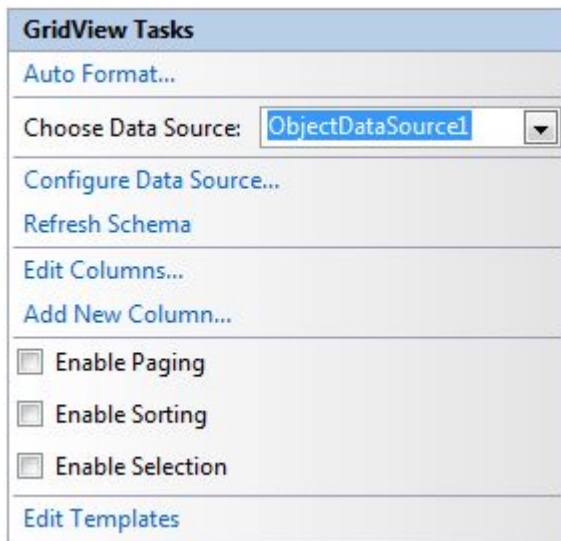 GridView Tasks
Auto Format...
Choose Data Source: ObjectDataSource1
Configure Data Source...
Refresh Schema
Edit Columns...
Add New Column...
Enable Paging
Enable Sorting
Enable Selection
Edit Templates